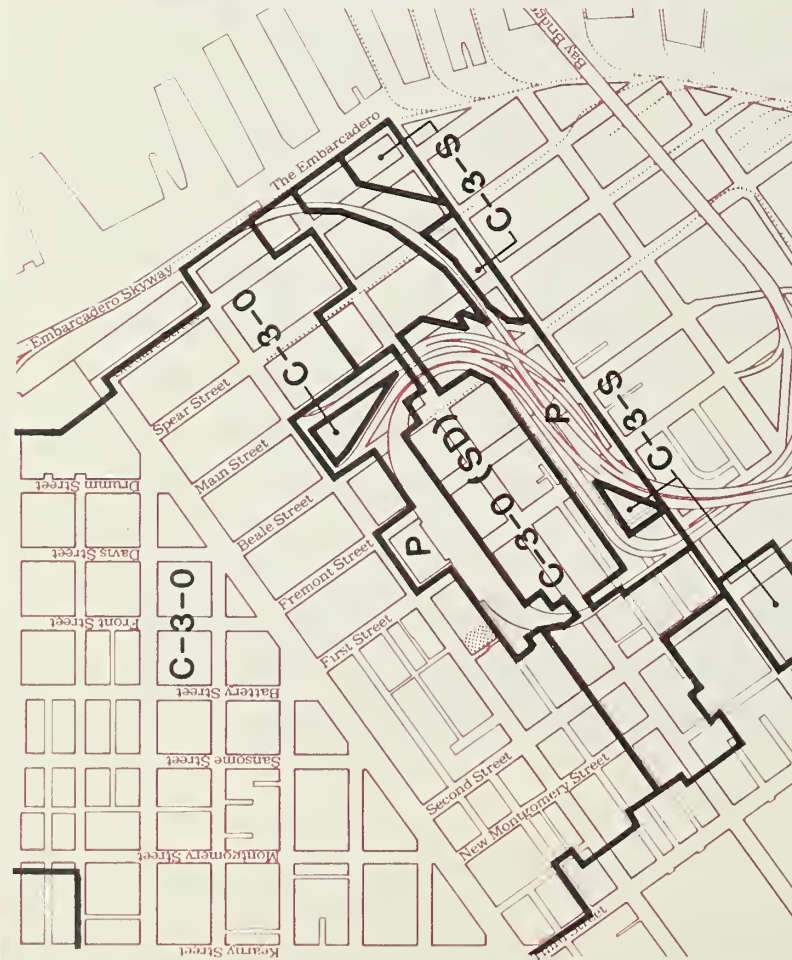 Bay Bridge
The Embarcadero
C-3-S
C-3-S
Embarcadero Skyway
C-3-O
Spear Street
Main Street
P
C-3-S
Drumm Street
Beale Street
C-3-O (SD)
Davis Street
Fremont Street
P
C-3-O
Front Street
First Street
Battery Street
Sansome Street
Second Street
New Montgomery Street
Montgomery Street
Street
Kearny Street